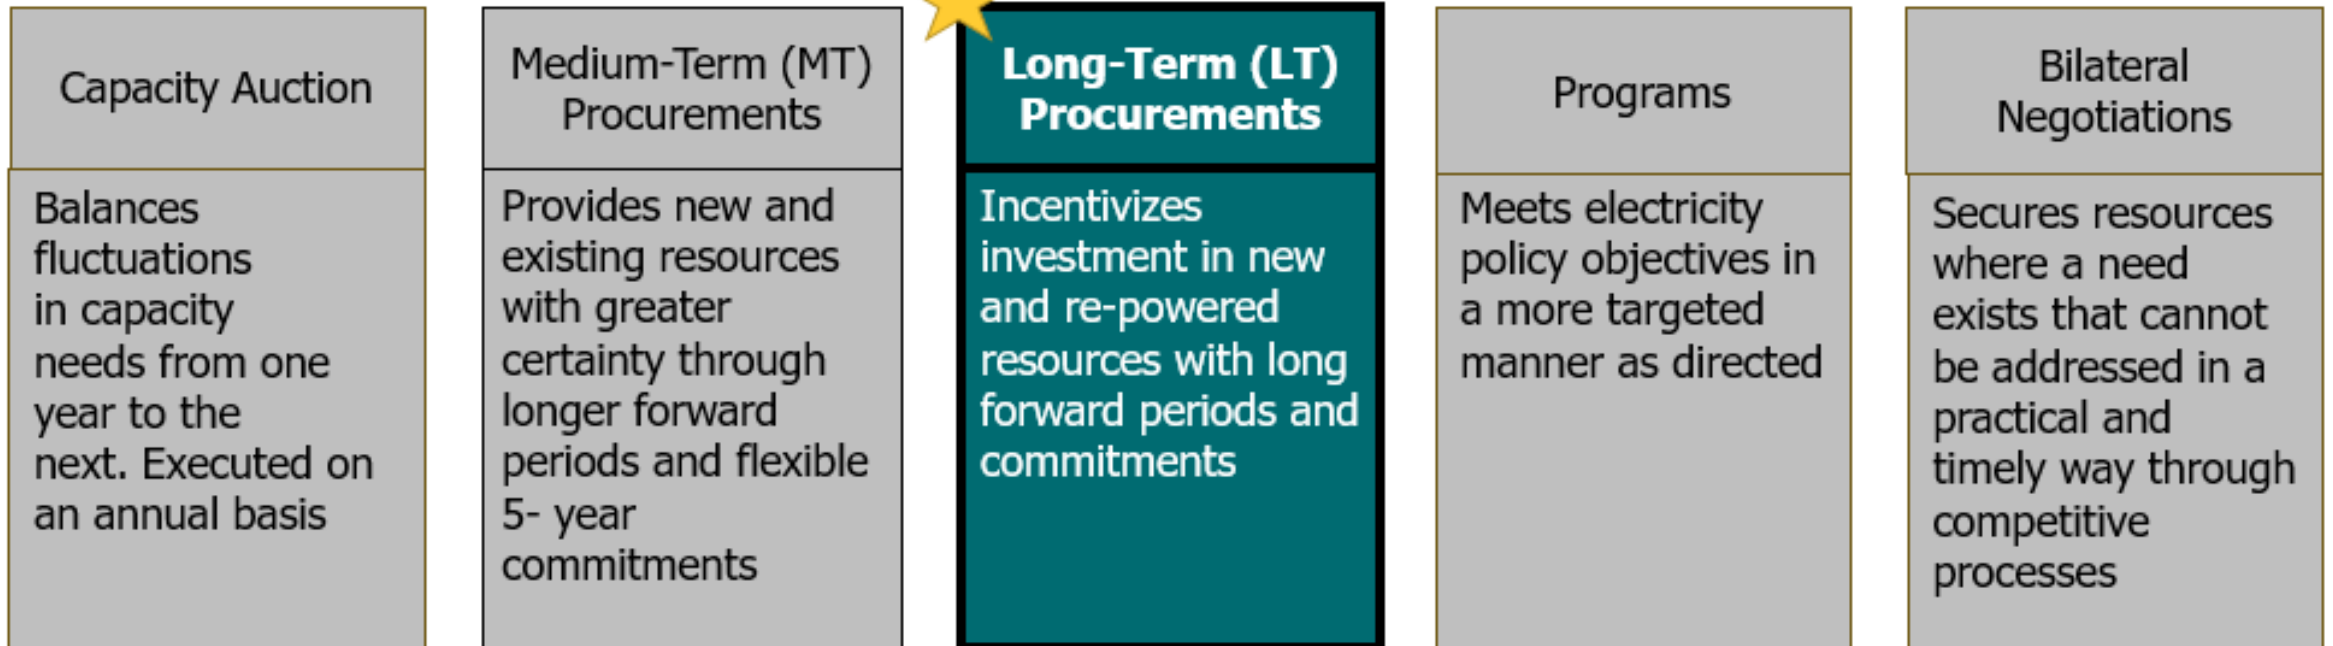 Capacity Auction
Balances
fluctuations
in capacity
needs from one
year to the
next. Executed on
an annual basis
Medium-Term (MT)
Procurements
Provides new and
existing resources
with greater
certainty through
longer forward
periods and flexible
5- year
commitments
Long-Term (LT)
Procurements
Incentivizes
investment in new
and re-powered
resources with long
forward periods and
commitments
Programs
Meets electricity
policy objectives in
a more targeted
manner as directed
Bilateral
Negotiations
Secures resources
where a need
exists that cannot
be addressed in a
practical and
timely way through
competitive
processes